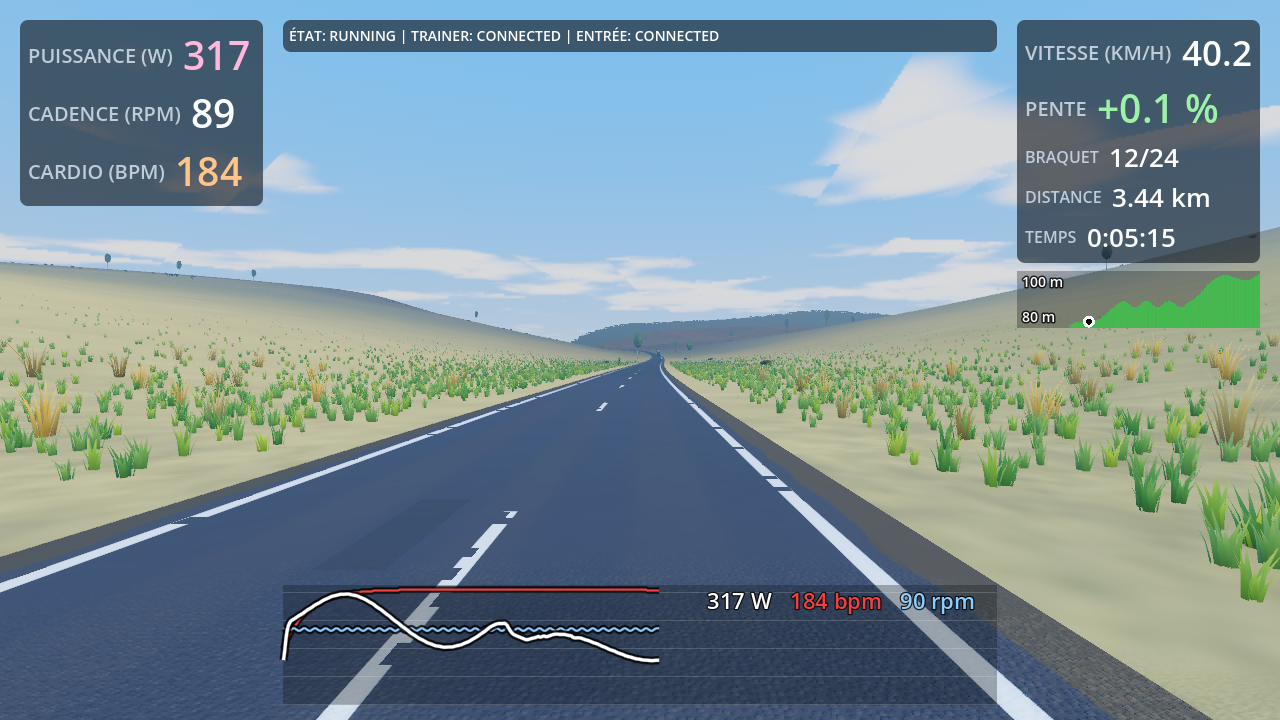 PUISSANCE (W) 317
CADENCE (RPM) 89
CARDIO (BPM) 184
ÉTAT: RUNNING | TRAINER: CONNECTED | ENTRÉE: CONNECTED
VITESSE (KM/H) 40.2
PENTE +0.1 %
BRAQUET 12/24
DISTANCE 3.44 km
TEMPS 0:05:15
100 m
80 m
317 W 184 bpm 90 rpm